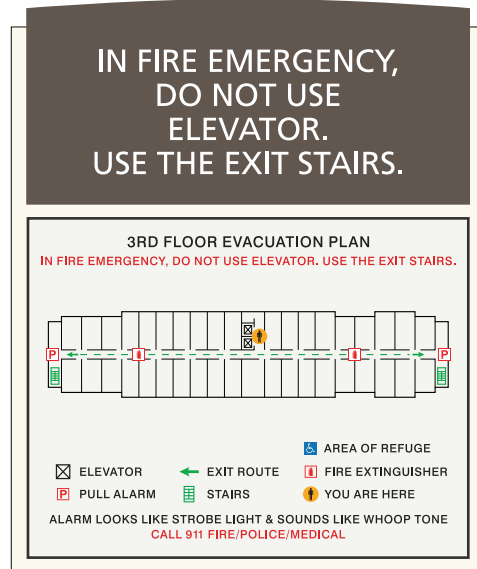 IN FIRE EMERGENCY,
DO NOT USE
ELEVATOR.
USE THE EXIT STAIRS.
3RD FLOOR EVACUATION PLAN
IN FIRE EMERGENCY, DO NOT USE ELEVATOR. USE THE EXIT STAIRS.
P
P
AREA OF REFUGE
ELEVATOR
EXIT ROUTE
FIRE EXTINGUISHER
P PULL ALARM
STAIRS
YOU ARE HERE
ALARM LOOKS LIKE STROBE LIGHT & SOUNDS LIKE WHOOP TONE
CALL 911 FIRE/POLICE/MEDICAL